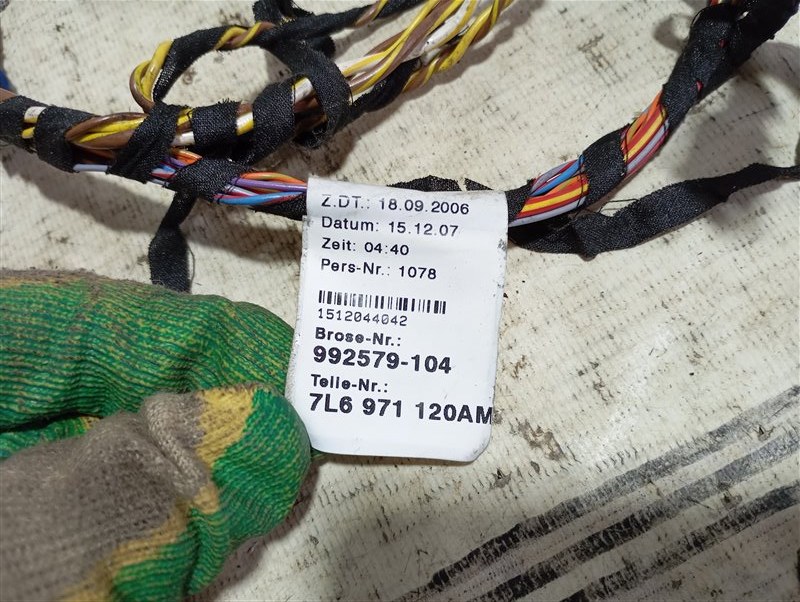 Z.DT.: 18.09.2006
Datum: 15.12.07
Zeit: 04:40
Pers-Nr.: 1078
1512044042
Brose-Nr.:
992579-104
Teile-Nr.:
7L6 971 120AM